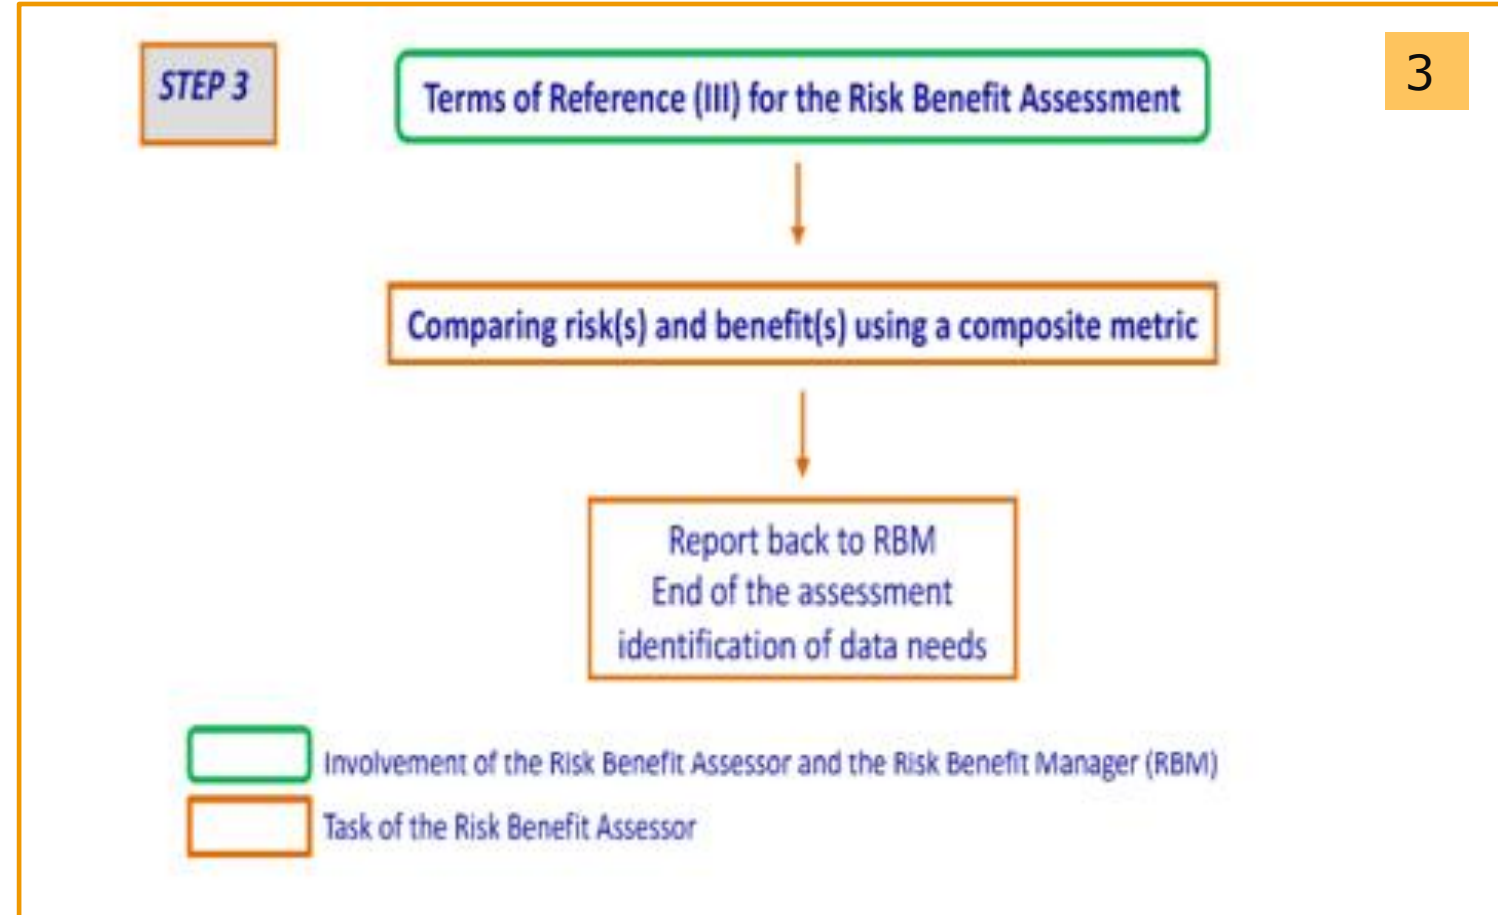 STEP 3
Terms of Reference (III) for the Risk Benefit Assessment
3
Comparing risk(s) and benefit(s) using a composite metric
Report back to RBM
End of the assessment
identification of data needs
Involvement of the Risk Benefit Assessor and the Risk Benefit Manager (RBM)
Task of the Risk Benefit Assessor